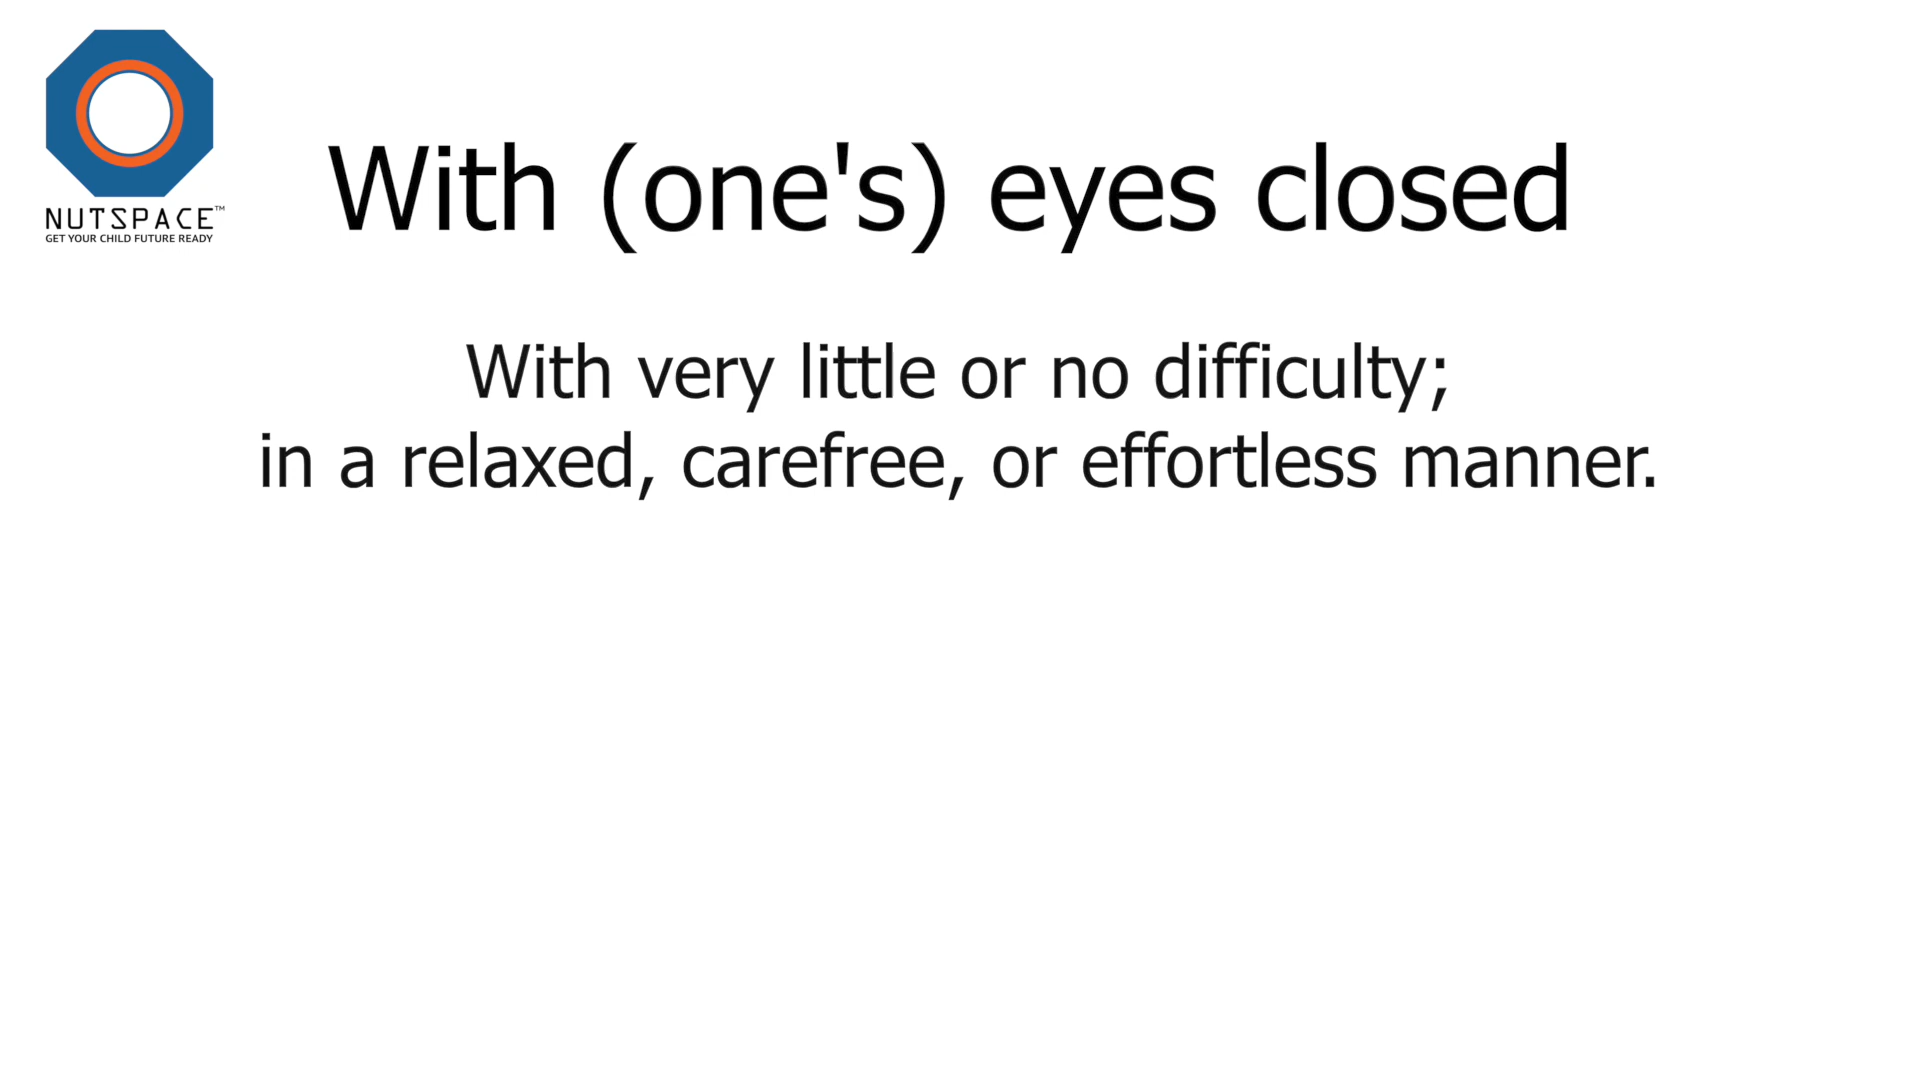 NUTSPACE™
GET YOUR CHILD FUTURE READY
With (one's) eyes closed
With very little or no difficulty;
in a relaxed, carefree, or effortless manner.